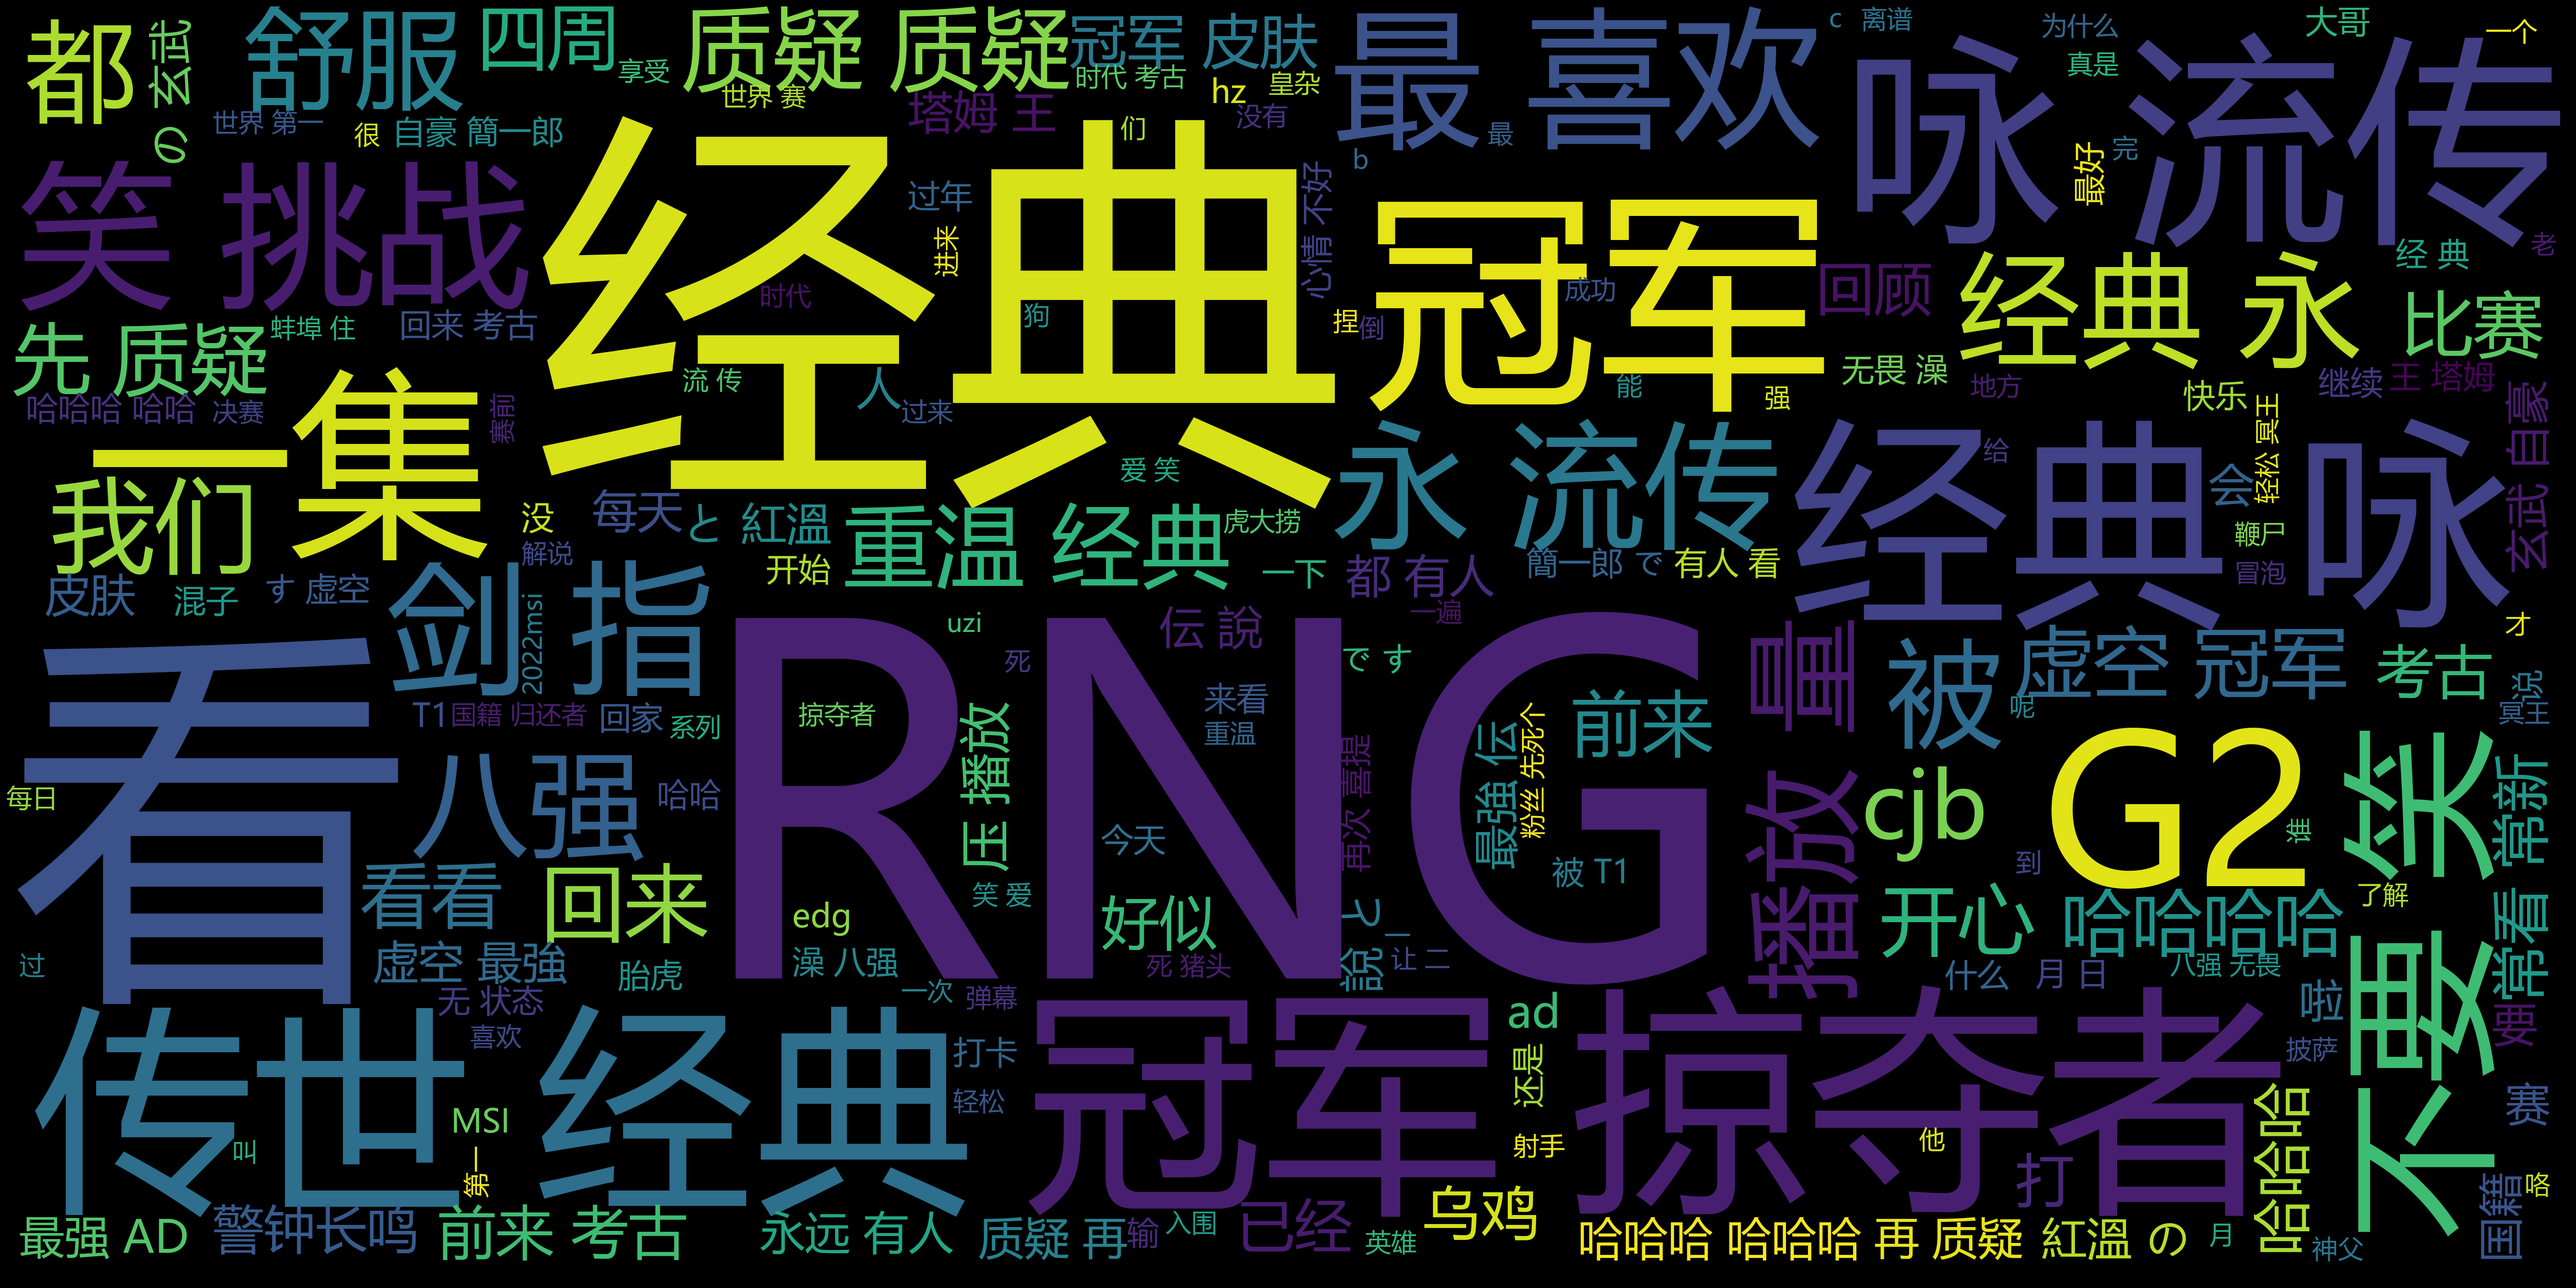 都
の 玄武
舒服
四周
享受
质疑 质疑
冠军 皮肤
时代 考古
世界 赛
塔姆 王
hz
皇杂
没有
最 喜欢
c
离谱
为什么
真是
大哥
一个
咏 流传
世界 第一
很
自豪 簡一郎
们
最
b
最好
完
笑 挑战
经典
过年
进来
心情 不好
冠军
成功
回顾
经典 永
经 典
老
比赛
先 质疑
蚌埠 住
回来 考古
时代
狗
捏
倒
流 传
人
过来
能
强
无畏 澡
地方
快乐
继续
王 塔姆
哈哈哈 哈哈
决赛
赛前
一集
我们
爱 笑
永 流传
经典 咏
给
会
轻松 冥王
玄武 自豪
没
每天
と 紅溫
重温 经典
虎大捞
解说
开始
一下
都 有人
簡一郎 で
有人 看
鞭尸
冒泡
皮肤
混子
す 虚空
剑 指
2022msi
uzi
伝 說
一遍
才
看
RNG
死
で す
播放 量
被
虚空 冠军
考古
T1
国籍 归还者
回家
系列
掠夺者
压 播放
来看
重温
再次 喜提
最強 伝
粉丝 先死个
前来
呢
冥王
说
八强
G2
不要 笑
常看 常新
每日
哈哈
今天
cjb
谁
看看
回来
笑 爱
被 T1
到
了解
edg
好似
說 と
开心
哈哈哈哈
虚空 最強
胎虎
澡 八强
死 猪头
一
让 二
过
什么
月 日
八强 无畏
无 状态
一次
弹幕
ad
啦
要
喜欢
传世 经典
打卡
冠军 掠夺者
披萨
轻松
还是
MSI
叫
第一
射手
他
打
哈哈哈哈
赛
国籍
咯
最强 AD
警钟长鸣
前来 考古
永远 有人
质疑 再
输
入围
已经
英雄
乌鸡
哈哈哈 哈哈哈
再 质疑
紅溫 の
月
神父